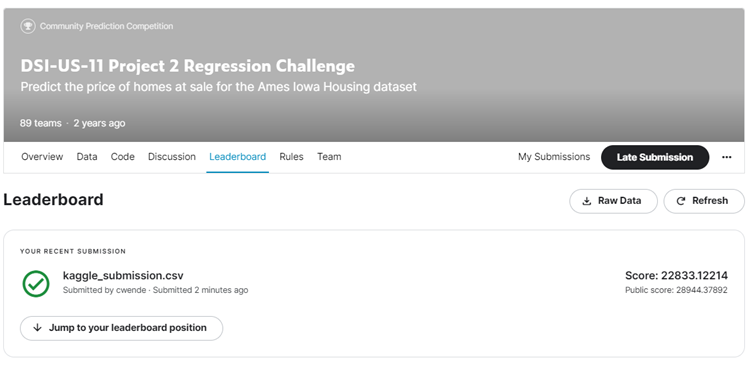 Community Prediction Competition
DSI-US-11 Project 2 Regression Challenge
Predict the price of homes at sale for the Ames Iowa Housing dataset
89 teams · 2 years ago
Overview Data Code Discussion Leaderboard Rules Team My Submissions Late Submission ...
Leaderboard Raw Data Refresh
YOUR RECENT SUBMISSION
kaggle_submission.csv Score: 22833.12214
Submitted by cwende · Submitted 2 minutes ago Public score: 28944.37892
Jump to your leaderboard position